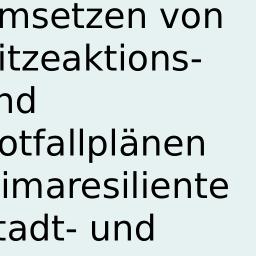 msetzen von
itzeaktions-
nd
otfallplänen
imaresiliente
tadt- und